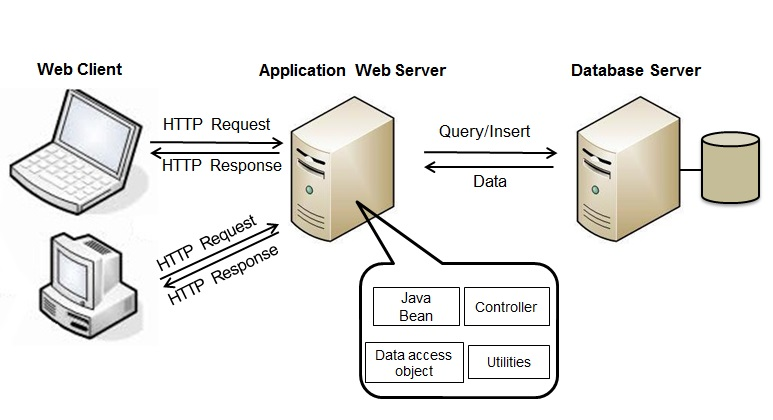 Web Client
Application Web Server
Database Server
HTTP Request
HTTP Response
Query/Insert
Data
HTTP Request
HTTP Response
Java
Bean
Controller
Data access
object
Utilities